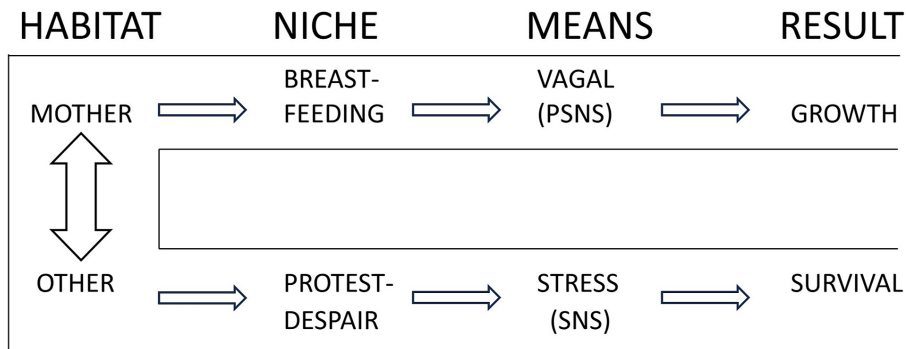 HABITAT NICHE MEANS RESULT
BREAST- VAGAL
MOTHER FEEDING (PSNS) GROWTH
OTHER PROTEST- STRESS SURVIVAL
DESPAIR (SNS)